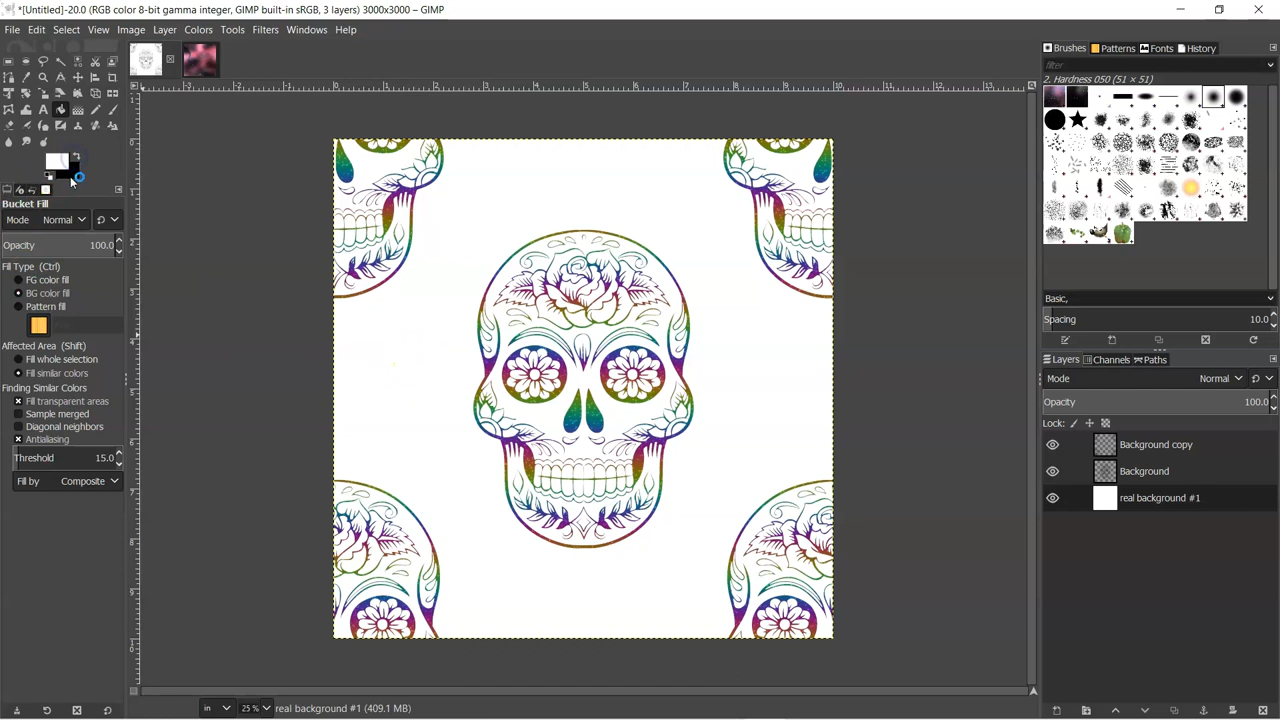 *[Untitled]-20.0 (RGB color 8-bit gamma integer, GIMP built-in sRGB, 3 layers) 3000x3000 – GIMP
File Edit Select View Image Layer Colors Tools Filters Windows Help
Brushes Patterns Fonts History
filter
2. Hardness 050 (51 × 51)
Bucket Fill
Mode Normal
Opacity 100.0
Fill Type (Ctrl)
FG color fill
BG color fill
Pattern fill
Affected Area (Shift)
Fill whole selection
Fill similar colors
Finding Similar Colors
Fill transparent areas
Sample merged
Diagonal neighbors
Antialiasing
Threshold 15.0
Fill by Composite
Basic,
Spacing 10.0
Layers Channels Paths
Mode Normal
Opacity 100.0
Lock:
Background copy
Background
real background #1
in 25 % real background #1 (409.1 MB)